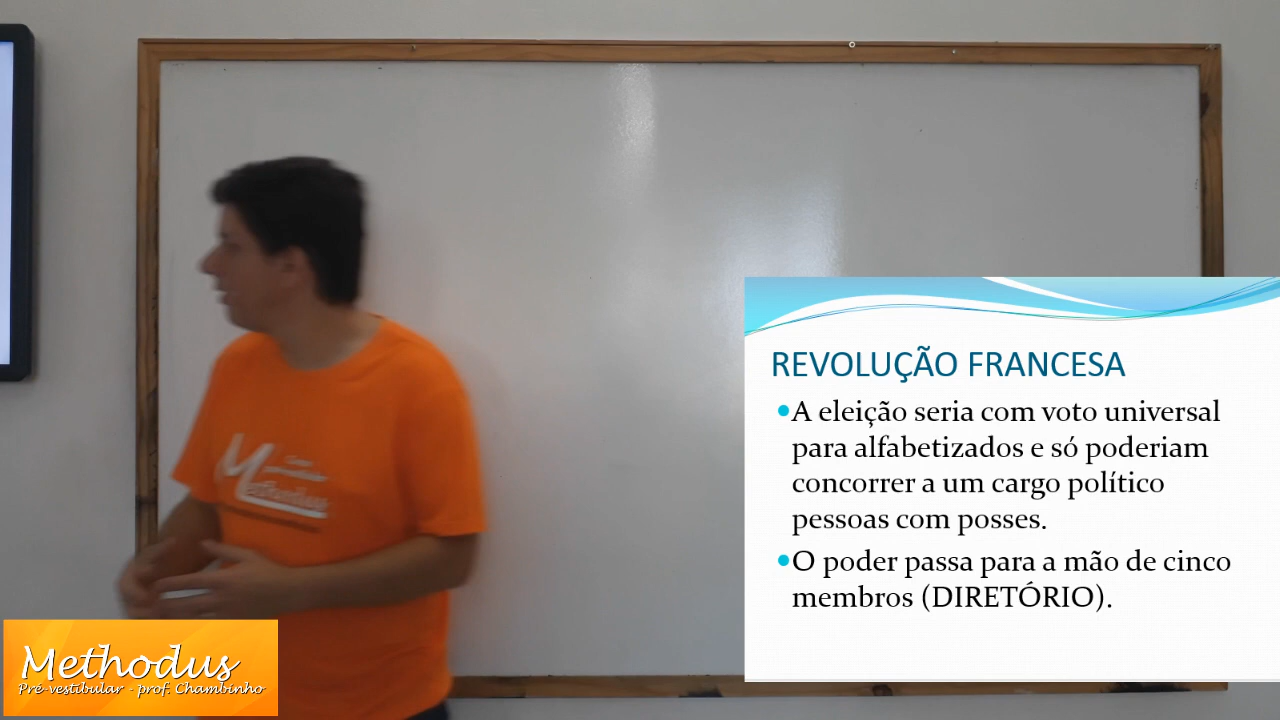 Methodus
REVOLUÇÃO FRANCESA
A eleição seria com voto universal
para alfabetizados e só poderiam
concorrer a um cargo político
pessoas com posses.
O poder passa para a mão de cinco
membros (DIRETÓRIO).
Methodus
Pré-vestibular - prof. Chambinho